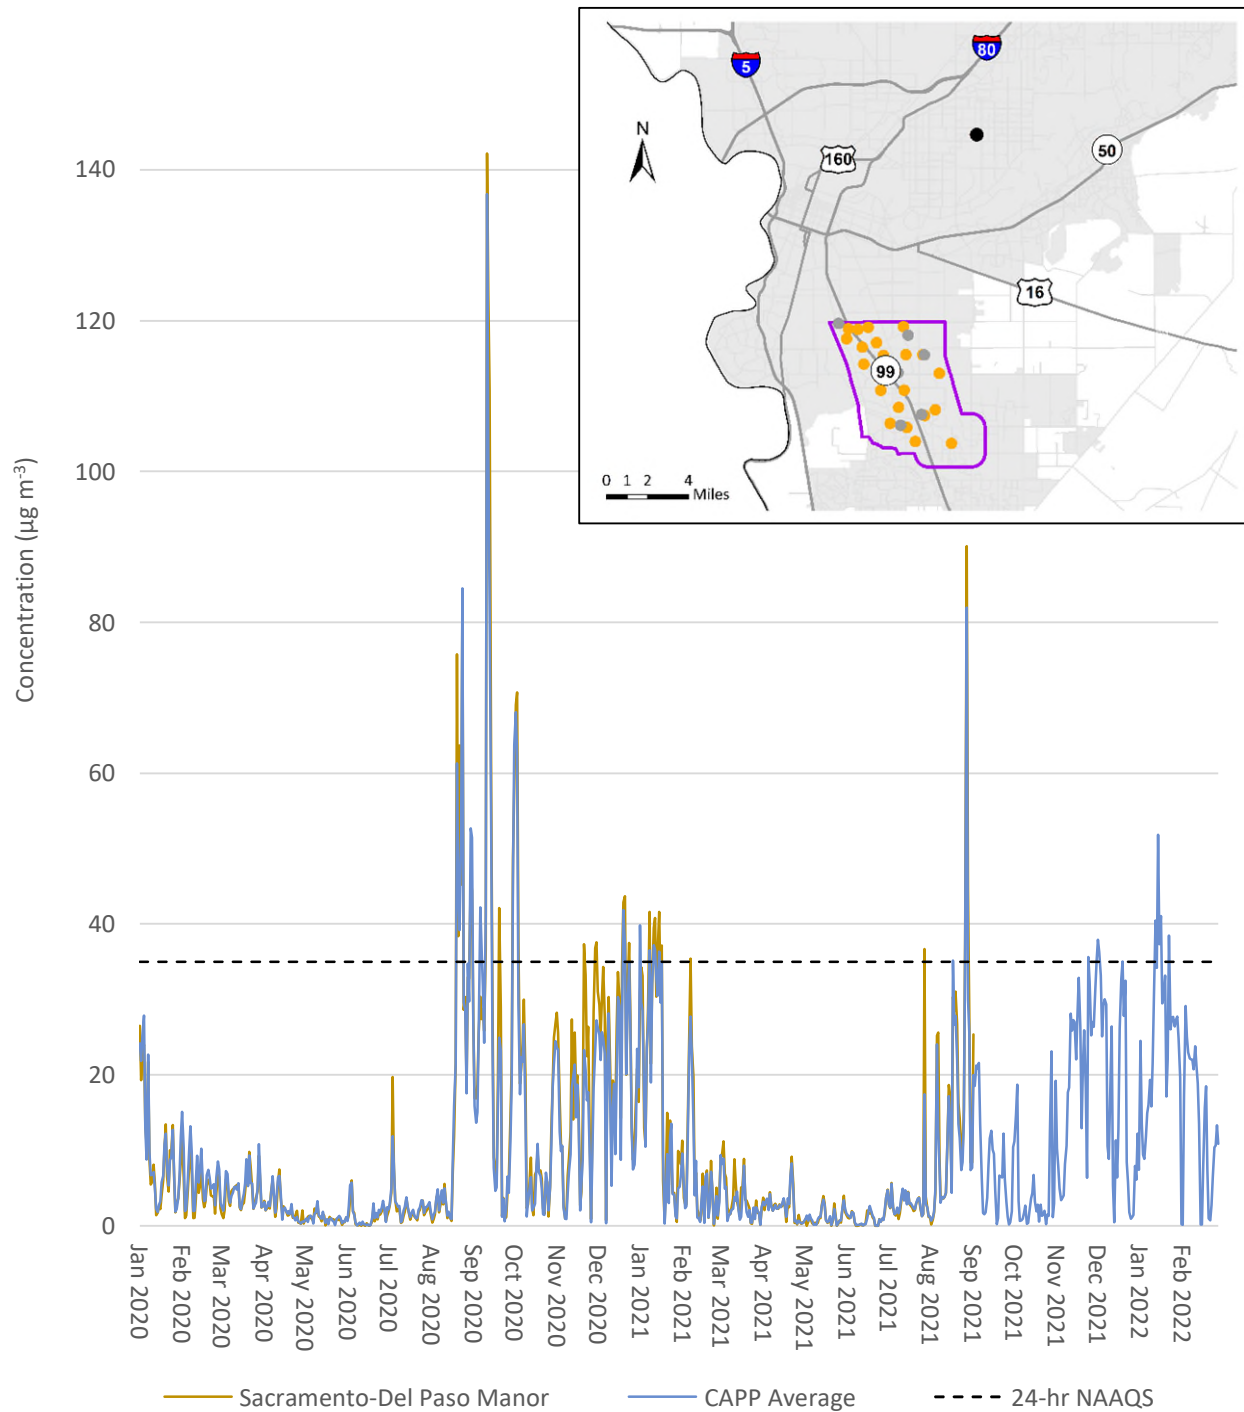 5
80
N
160
50
16
99
0 1 2 4
Miles
Concentration (µg m-3)
140
120
100
80
60
40
20
0
Jan 2020
Feb 2020
Mar 2020
Apr 2020
May 2020
Jun 2020
Jul 2020
Aug 2020
Sep 2020
Oct 2020
Nov 2020
Dec 2020
Jan 2021
Feb 2021
Mar 2021
Apr 2021
May 2021
Jun 2021
Jul 2021
Aug 2021
Sep 2021
Oct 2021
Nov 2021
Dec 2021
Jan 2022
Feb 2022
Sacramento-Del Paso Manor CAPP Average 24-hr NAAQS